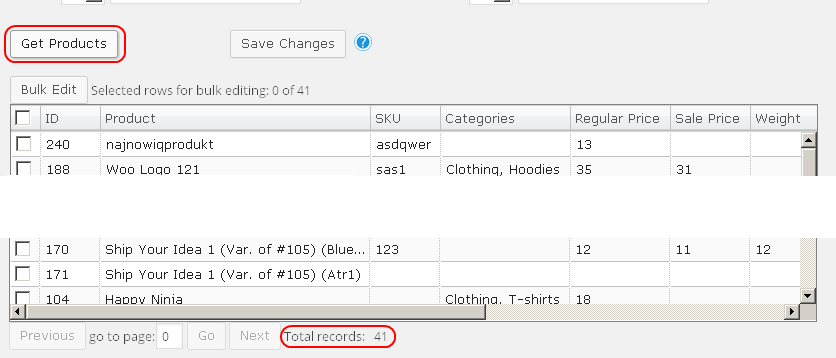 Get Products Save Changes ?
Bulk Edit Selected rows for bulk editing: 0 of 41
ID Product SKU Categories Regular Price Sale Price Weight
240 najnowiqprodukt asdqwer 13
188 Woo Logo 121 sas1 Clothing, Hoodies 35 31
170 Ship Your Idea 1 (Var. of #105) (Blue... 123 12 11 12
171 Ship Your Idea 1 (Var. of #105) (Atr1)
104 Happy Ninja Clothing, T-shirts 18
Previous go to page: 0 Go Next Total records: 41